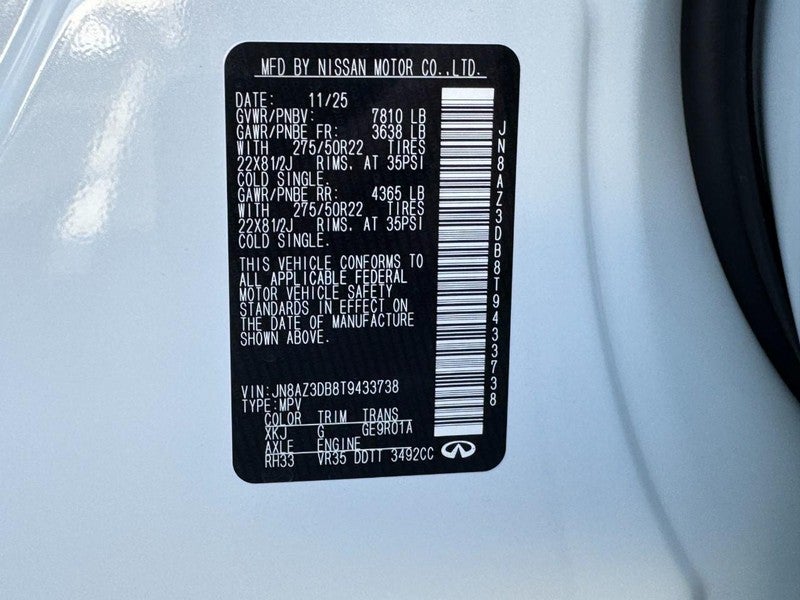 MFD BY NISSAN MOTOR CO.,LTD.
DATE: 11/25
GVWR/PNBV: 7810 LB
GAWR/PNBE FR: 3638 LB
WITH 275/50R22 TIRES
22X81/2J RIMS, AT 35PSI
COLD SINGLE.
GAWR/PNBE RR: 4365 LB
WITH 275/50R22 TIRES
22X81/2J RIMS, AT 35PSI
COLD SINGLE.
THIS VEHICLE CONFORMS TO
ALL APPLICABLE FEDERAL
MOTOR VEHICLE SAFETY
STANDARDS IN EFFECT ON
THE DATE OF MANUFACTURE
SHOWN ABOVE.
VIN: JN8AZ3DB8T9433738
TYPE: MPV
COLOR TRIM TRANS
XKJ G GE9R01A
AXLE ENGINE
RH33 VR35 DDTT 3492CC
JN8AZ3DB8T9433738